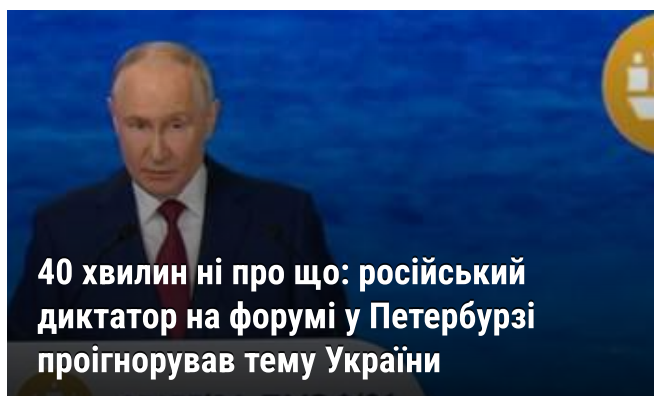 40 хвилин ні про що: російський
диктатор на форумі у Петербурзі
проігнорував тему України